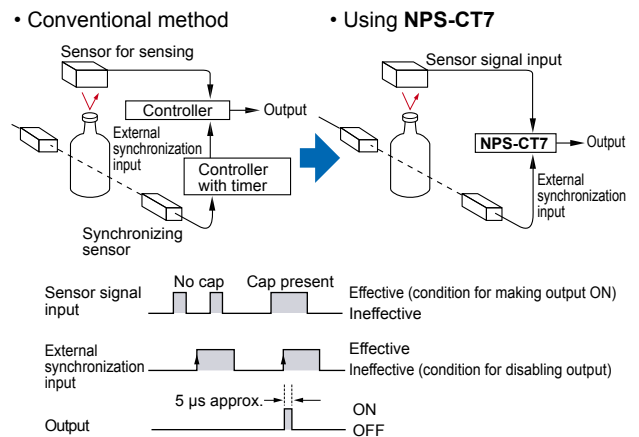 • Conventional method
Sensor for sensing
Controller
Output
External
synchronization
input
Controller
with timer
Synchronizing
sensor
• Using NPS-CT7
Sensor signal input
NPS-CT7
Output
External
synchronization
input
Sensor signal
input
No cap
Cap present
Effective (condition for making output ON)
Ineffective
External
synchronization
input
Effective
Ineffective (condition for disabling output)
5 µs approx.
Output
ON
OFF